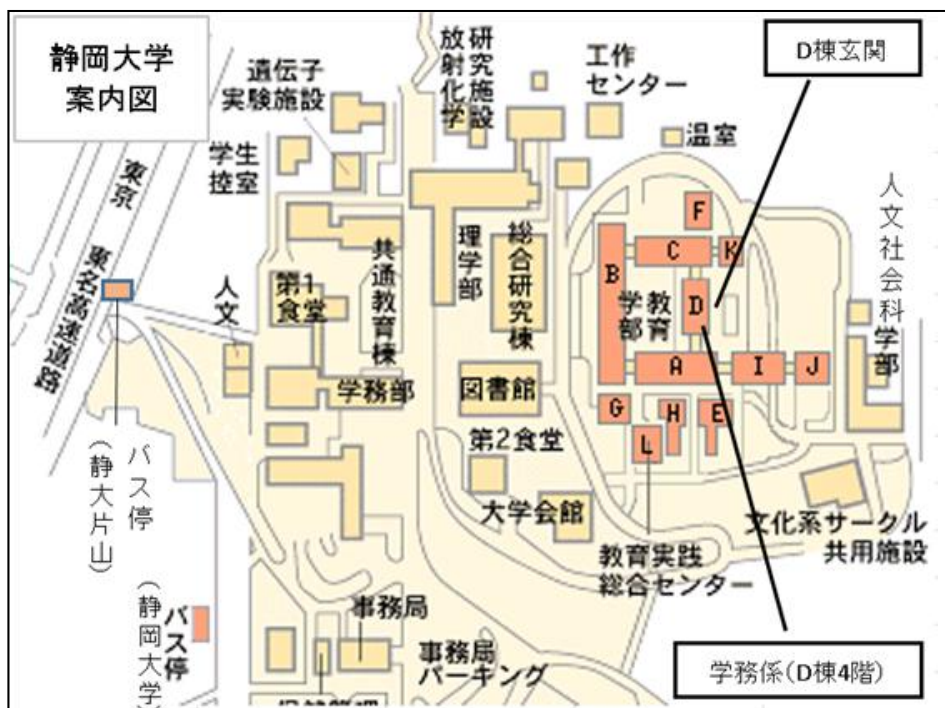 静岡大学
案内図
遺伝子
実験施設
学生
控室
放射化学
研究施設
工作
センター
D棟玄関
温室
人文社会科
学部
東京
東名高速道路
人文
第1
食堂
共通教育棟
理学部
総合研究棟
F
B
C
K
教育
学部
D
A
I
J
G
H
E
L
学務部
図書館
第2食堂
大学会館
教育実践
総合センター
文化系サークル
共用施設
バス停
(静大片山)
バス停
(静岡大学)
事務局
事務局
パーキング
学務係(D棟4階)